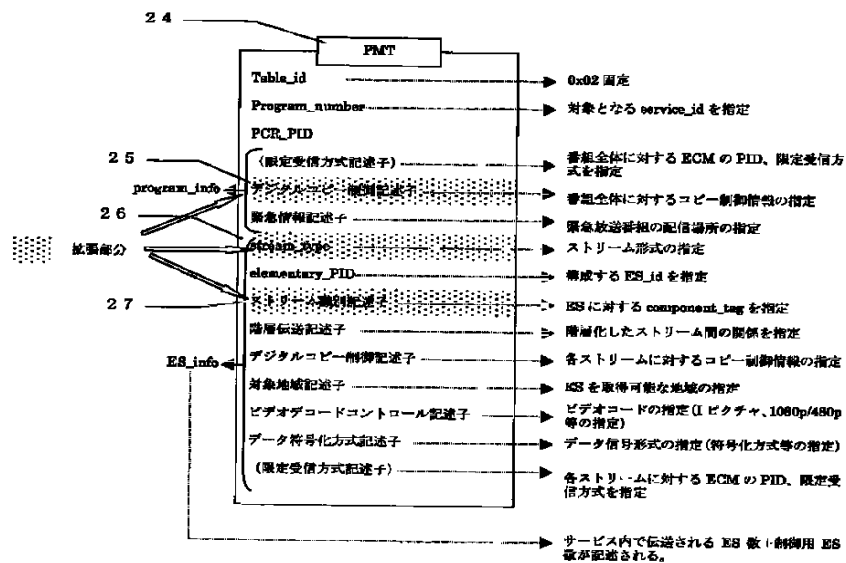 24
PMT
Table_id 0x02 固定
Program_number 対象となる service_id を指定
PCR_PID
25
(限定受信方式記述子) 番組全体に対する ECM の PID、限定受信方
式を指定
program_info デジタルコピー制御記述子 番組全体に対するコピー制御情報の指定
26
緊急情報記述子 緊急放送番組の配信場所の指定
拡張部分
stream_type ストリーム形式の指定
elementary_PID 構成する ES_id を指定
27
ストリーム識別記述子 ESに対する component_tag を指定
階層伝送記述子 階層化したストリーム間の関係を指定
ES_info デジタルコピー制御記述子 各ストリームに対するコピー制御情報の指定
対象地域記述子 ES を取得可能な地域の指定
ビデオデコードコントロール記述子 ビデオコードの指定(I ピクチャ、1080p/480p
等の指定)
データ符号化方式記述子 データ信号形式の指定(符号化方式等の指定)
(限定受信方式記述子) 各ストリームに対する ECM の PID、限定受
信方式を指定
サービス内で伝送される ES 数 制御用 ES
数が記述される。